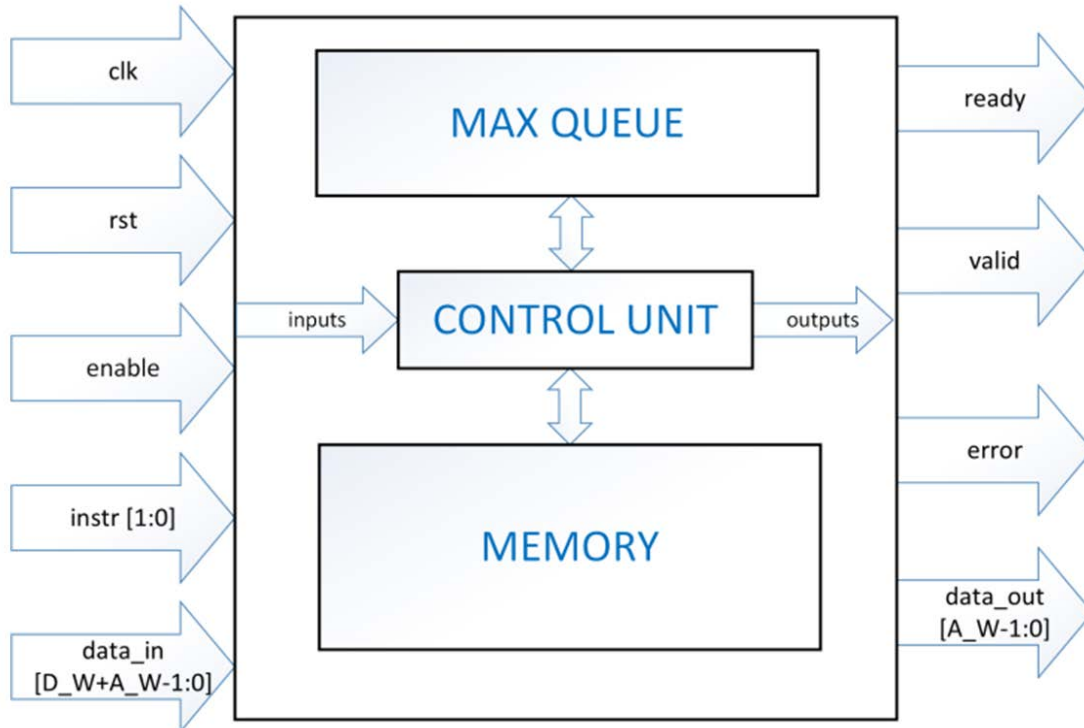 clk
rst
enable
instr [1:0]
data_in
[D_W+A_W-1:0]
MAX QUEUE
inputs
CONTROL UNIT
outputs
MEMORY
ready
valid
error
data_out
[A_W-1:0]